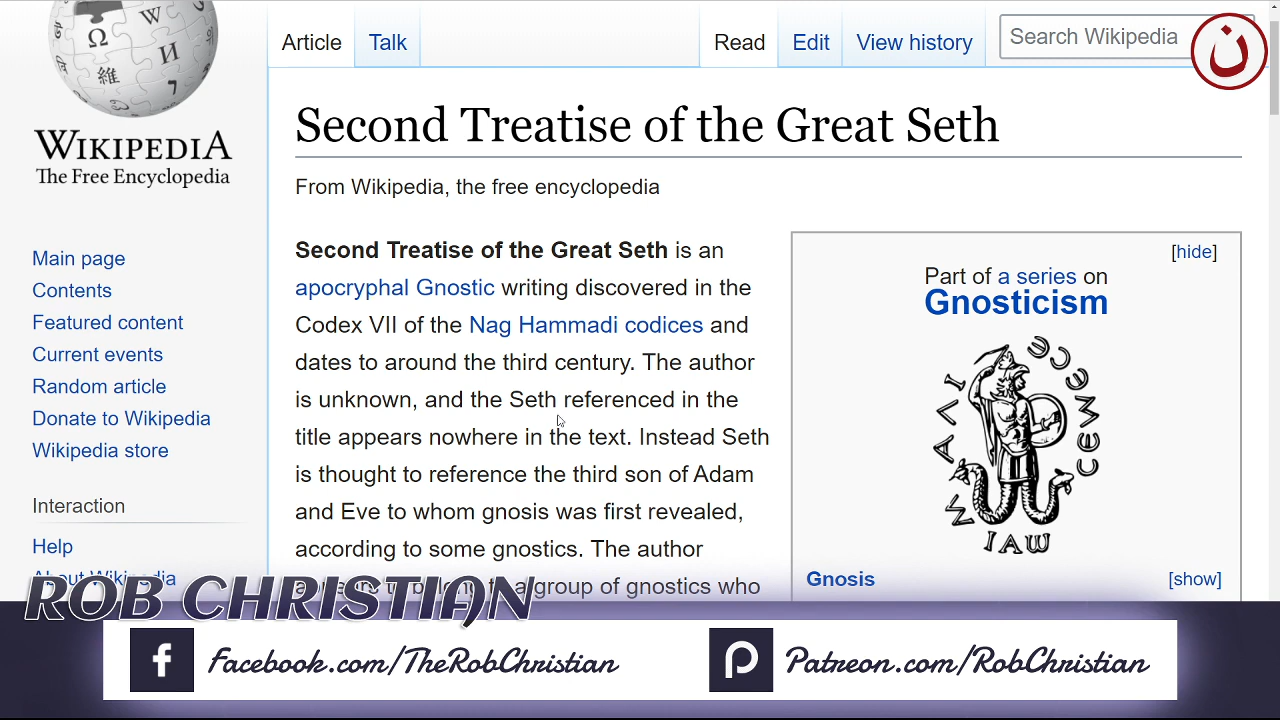 Ω W И 維 7
WIKIPEDIA
The Free Encyclopedia
Main page
Contents
Featured content
Current events
Random article
Donate to Wikipedia
Wikipedia store
Interaction
Help
About Wikipedia
Article Talk Read Edit View history Search Wikipedia
ن
Second Treatise of the Great Seth
From Wikipedia, the free encyclopedia
Second Treatise of the Great Seth is an
apocryphal Gnostic writing discovered in the
Codex VII of the Nag Hammadi codices and
dates to around the third century. The author
is unknown, and the Seth referenced in the
title appears nowhere in the text. Instead Seth
is thought to reference the third son of Adam
and Eve to whom gnosis was first revealed,
according to some gnostics. The author
group of gnostics who
[hide]
Part of a series on
Gnosticism
IAW
Gnosis [show]
ROB CHRISTIAN
f Facebook.com/TheRobChristian
Patreon.com/RobChristian